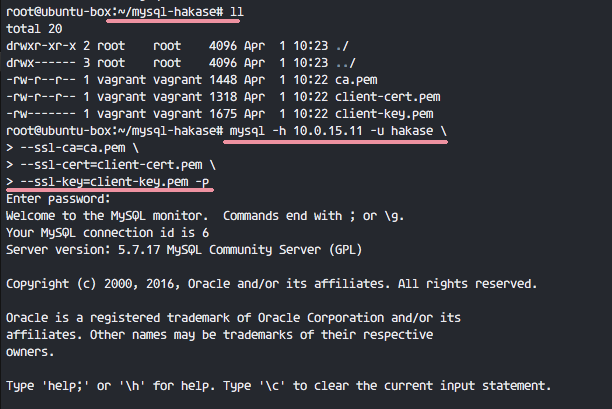 root@ubuntu-box:~/mysql-hakase# ll
total 20
drwxr-xr-x 2 root    root    4096 Apr  1 10:23 ./
drwx------ 3 root    root    4096 Apr  1 10:23 ../
-rw-r--r-- 1 vagrant vagrant 1448 Apr  1 10:22 ca.pem
-rw-r--r-- 1 vagrant vagrant 1318 Apr  1 10:22 client-cert.pem
-rw------- 1 vagrant vagrant 1675 Apr  1 10:22 client-key.pem
root@ubuntu-box:~/mysql-hakase# mysql -h 10.0.15.11 -u hakase \
> --ssl-ca=ca.pem \
> --ssl-cert=client-cert.pem \
> --ssl-key=client-key.pem -p
Enter password:
Welcome to the MySQL monitor.  Commands end with ; or \g.
Your MySQL connection id is 6
Server version: 5.7.17 MySQL Community Server (GPL)
Copyright (c) 2000, 2016, Oracle and/or its affiliates. All rights reserved.
Oracle is a registered trademark of Oracle Corporation and/or its
affiliates. Other names may be trademarks of their respective
owners.
Type 'help;' or '\h' for help. Type '\c' to clear the current input statement.